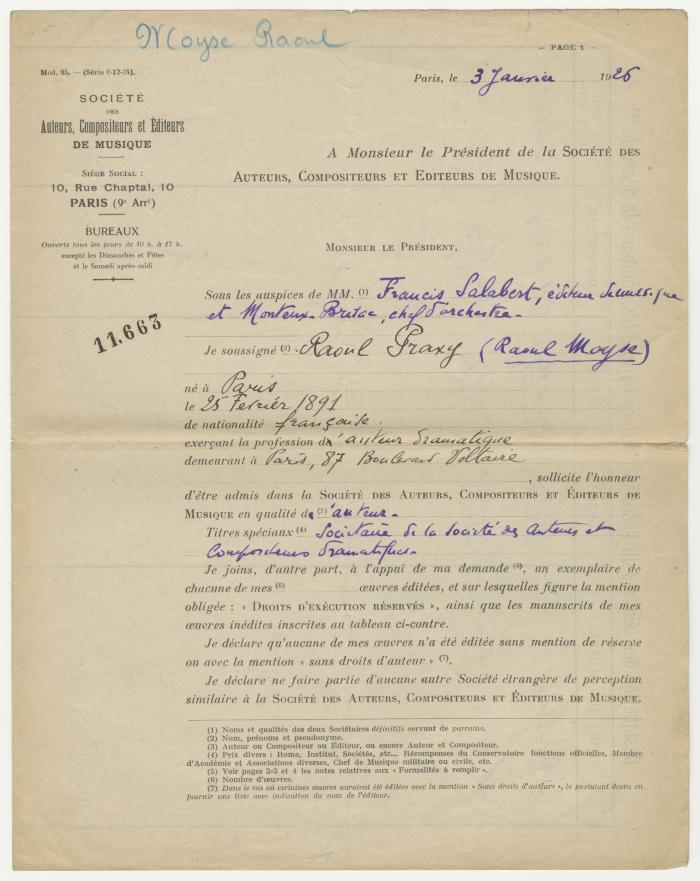 Moyse Raoul
— PAGE 1 —
Mod. 95. — (Série 6-12-24).
Paris, le 3 Janvier 1926
SOCIÉTÉ
DES
Auteurs, Compositeurs et Éditeurs
DE MUSIQUE
SIÈGE SOCIAL :
10, Rue Chaptal, 10
PARIS (9e Arrt)
BUREAUX
Ouverts tous les jours de 10 h. à 17 h.
excepté les Dimanches et Fêtes
et le Samedi après-midi
11.663
A Monsieur le Président de la SOCIÉTÉ DES
AUTEURS, COMPOSITEURS ET EDITEURS DE MUSIQUE.
MONSIEUR LE PRÉSIDENT,
Sous les auspices de MM. (1) Francis Salabert, éditeur de musique
et Monteux-Brisac, chef d'orchestre.
Je soussigné (2) Raoul Praxy (Raoul Moyse)
né à Paris
le 25 Février 1891
de nationalité française.
exerçant la profession d'auteur dramatique
demeurant à Paris, 87 Boulevard Voltaire
, sollicite l'honneur
d'être admis dans la SOCIÉTÉ DES AUTEURS, COMPOSITEURS ET ÉDITEURS DE
MUSIQUE en qualité d (3) 'auteur.
Titres spéciaux (4) Sociétaire de la Société des Auteurs et
Compositeurs dramatiques.
Je joins, d'autre part, à l'appui de ma demande (5), un exemplaire de
chacune de mes (6) œuvres éditées, et sur lesquelles figure la mention
obligée : « DROITS D'EXÉCUTION RÉSERVÉS », ainsi que les manuscrits de mes
œuvres inédites inscrites au tableau ci-contre.
Je déclare qu'aucune de mes œuvres n'a été éditée sans mention de réserve
ou avec la mention « sans droits d'auteur » (7).
Je déclare ne faire partie d'aucune autre Société étrangère de perception
similaire à la SOCIÉTÉ DES AUTEURS, COMPOSITEURS ET ÉDITEURS DE MUSIQUE.
(1) Noms et qualités des deux Sociétaires définitifs servant de parrains.
(2) Nom, prénoms et pseudonyme.
(3) Auteur ou Compositeur ou Éditeur, ou encore Auteur et Compositeur.
(4) Prix divers : Rome, Institut, Sociétés, etc... Récompenses du Conservatoire fonctions officielles, Membre
d'Académie et Associations diverses, Chef de Musique militaire ou civile, etc.
(5) Voir pages 2-3 et 4 les notes relatives aux « Formalités à remplir ».
(6) Nombre d'œuvres.
(7) Dans le cas où certaines œuvres auraient été éditées avec la mention « Sans droits d'auteurs », le postulant devra en
fournir une liste avec indication du nom de l'éditeur.